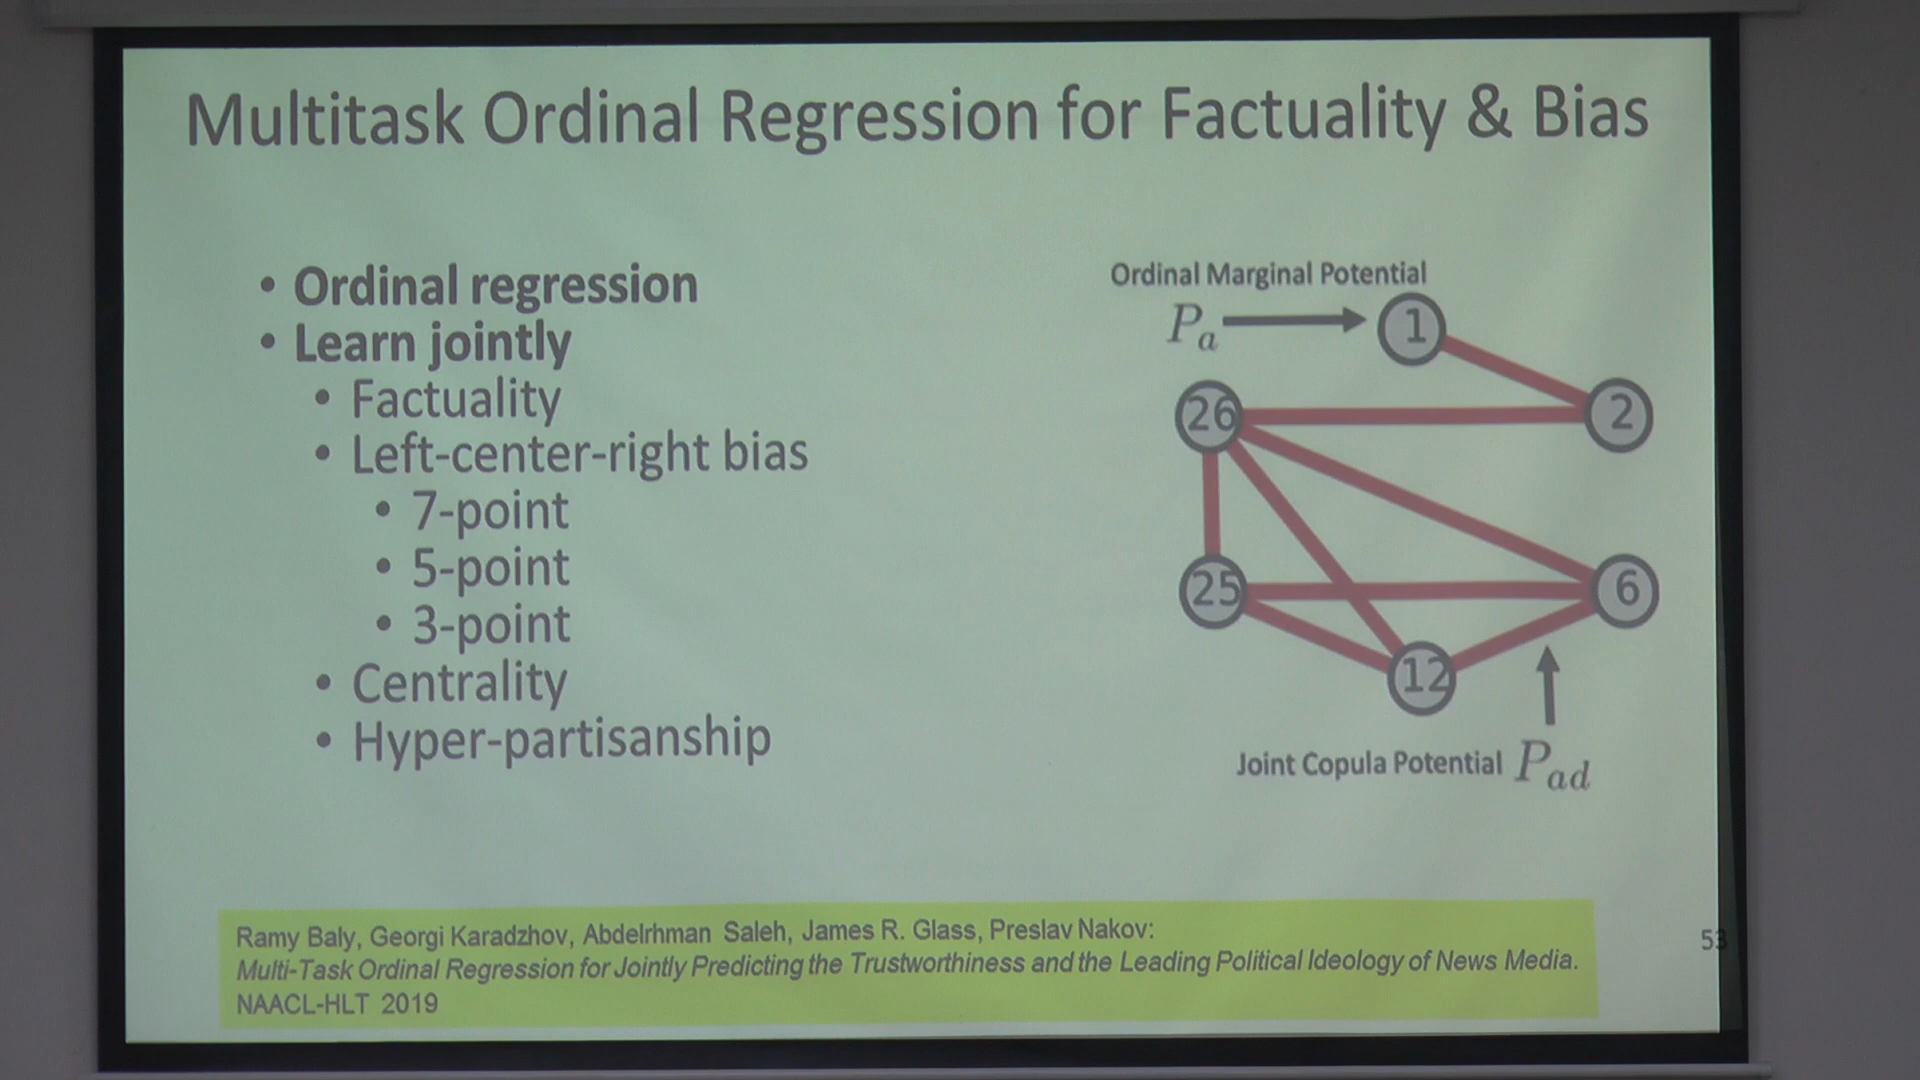 Multitask Ordinal Regression for Factuality & Bias
• Ordinal regression
• Learn jointly
• Factuality
• Left-center-right bias
• 7-point
• 5-point
• 3-point
• Centrality
• Hyper-partisanship
Ordinal Marginal Potential
Pa
1
26
2
25
6
12
Joint Copula Potential Pad
Ramy Baly, Georgi Karadzhov, Abdelrhman Saleh, James R. Glass, Preslav Nakov:
Multi-Task Ordinal Regression for Jointly Predicting the Trustworthiness and the Leading Political Ideology of News Media.
NAACL-HLT 2019
53